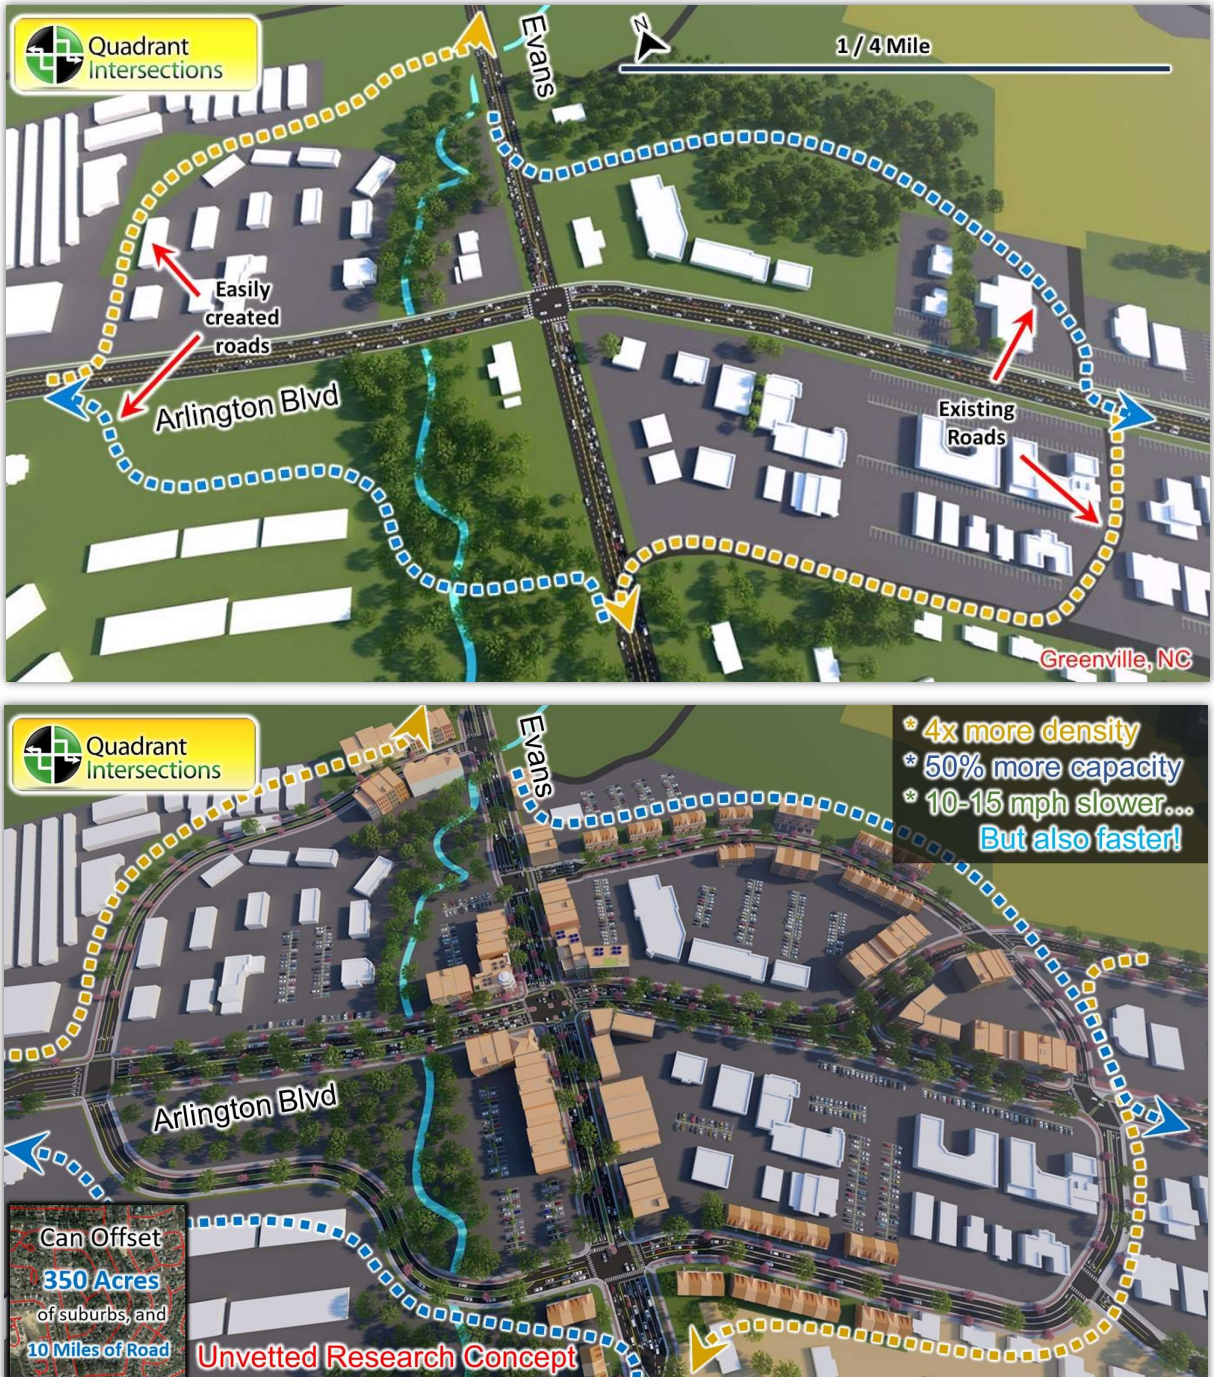 Quadrant
Intersections
Evans
N
1 / 4 Mile
Easily
created
roads
Arlington Blvd
Existing
Roads
Greenville, NC
Quadrant
Intersections
Evans
* 4x more density
* 50% more capacity
* 10-15 mph slower...
But also faster!
Arlington Blvd
Can Offset
350 Acres
of suburbs, and
10 Miles of Road
Unvetted Research Concept